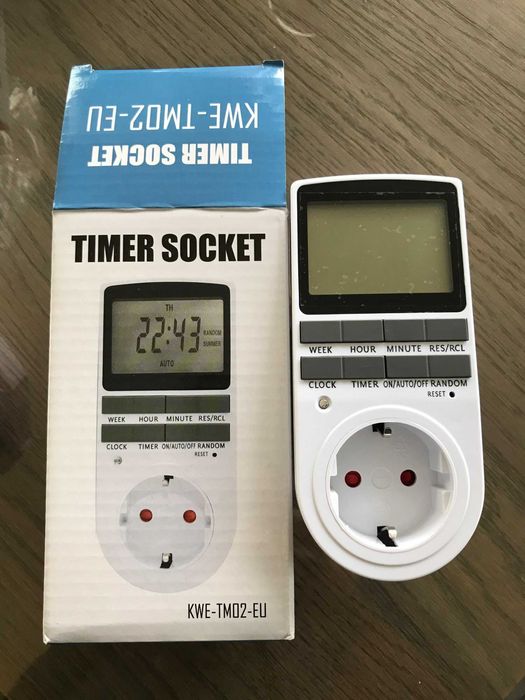 KWE-TM02-EU
TIMER SOCKET
TIMER SOCKET
TH
22:43
RANDOM
SUMMER
AUTO
WEEK HOUR MINUTE RES/RCL
CLOCK TIMER ON/AUTO/OFF RANDOM
RESET
KWE-TM02-EU
WEEK HOUR MINUTE RES/RCL
CLOCK TIMER ON/AUTO/OFF RANDOM
RESET